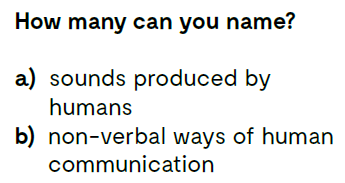 How many can you name?
a) sounds produced by
humans
b) non-verbal ways of human
communication